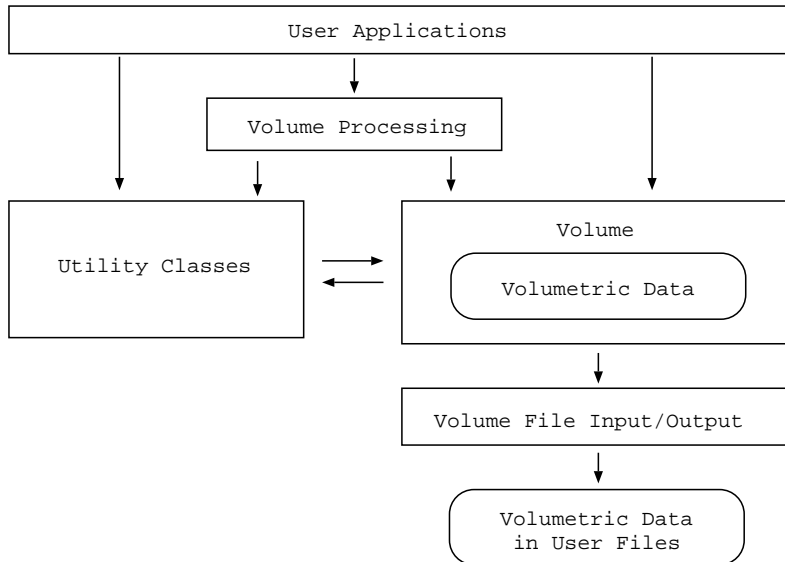 User Applications
Volume Processing
Utility Classes
Volume
Volumetric Data
Volume File Input/Output
Volumetric Data
in User Files